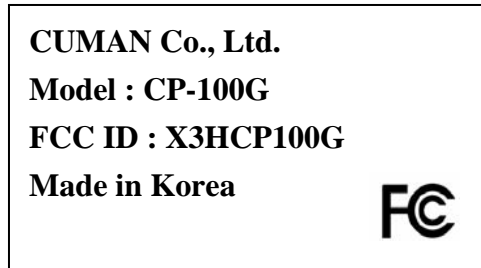 CUMAN Co., Ltd.
Model : CP-100G
FCC ID : X3HCP100G
Made in Korea
FC